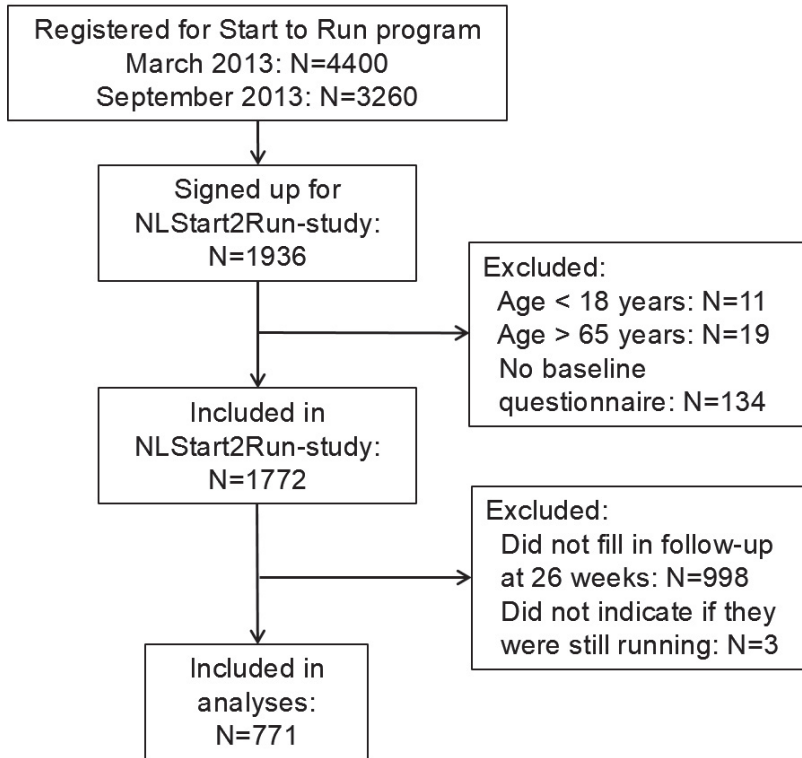 Registered for Start to Run program
March 2013: N=4400
September 2013: N=3260
Signed up for
NLStart2Run-study:
N=1936
Excluded:
Age < 18 years: N=11
Age > 65 years: N=19
No baseline
questionnaire: N=134
Included in
NLStart2Run-study:
N=1772
Excluded:
Did not fill in follow-up
at 26 weeks: N=998
Did not indicate if they
were still running: N=3
Included in
analyses:
N=771